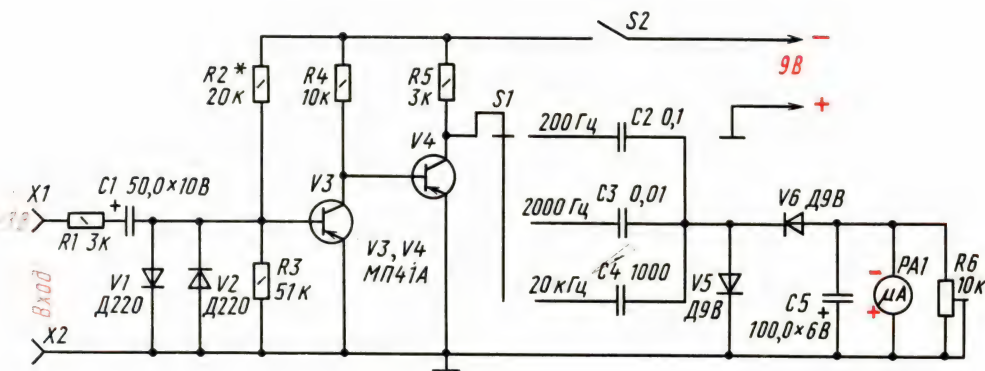 S2
−
9В
+
R2*
20к
R4
10к
R5
3к
S1
V4
V3
200 Гц
C2 0,1
2000 Гц
C3 0,01
20 кГц
C4 1000
X1
R1 3к
C1 50,0×10В
+
Вход
X2
V1
Д220
V2
Д220
R3
51к
V3, V4
МП41А
V6 Д9В
V5
Д9В
C5
+
100,0×6В
PA1
−
μA
+
R6
10к